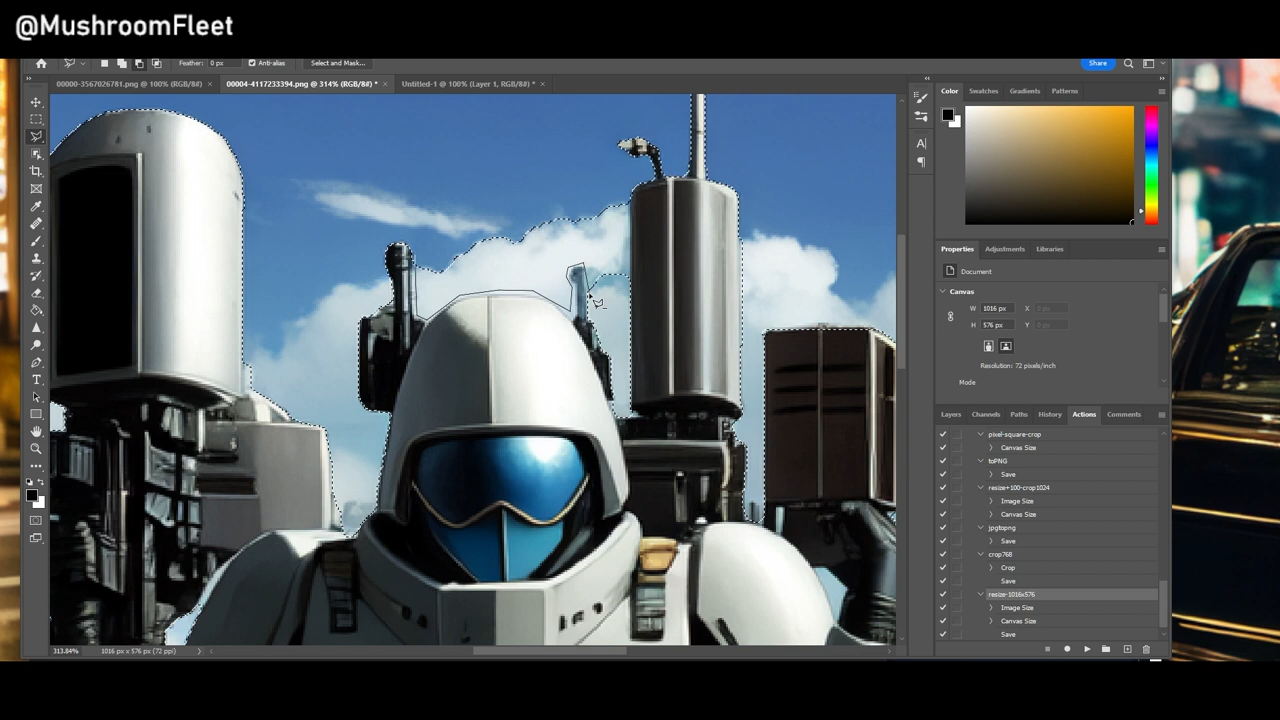 @MushroomFleet
Feather: 0 px Anti-alias Select and Mask... Share
00000-3567026781.png @ 100% (RGB/8#) × 00004-4117233394.png @ 314% (RGB/8#) * × Untitled-1 @ 100% (Layer 1, RGB/8#) * ×
Color Swatches Gradients Patterns
Properties Adjustments Libraries
Document
Canvas
W 1016 px X 0 px
H 576 px Y 0 px
Resolution: 72 pixels/inch
Mode
Layers Channels Paths History Actions Comments
pixel-square-crop
Canvas Size
toPNG
Save
resize+100-crop1024
Image Size
Canvas Size
jpgtopng
Save
crop768
Crop
Save
resize-1016x576
Image Size
Canvas Size
Save
313.84% 1016 px x 576 px (72 ppi)